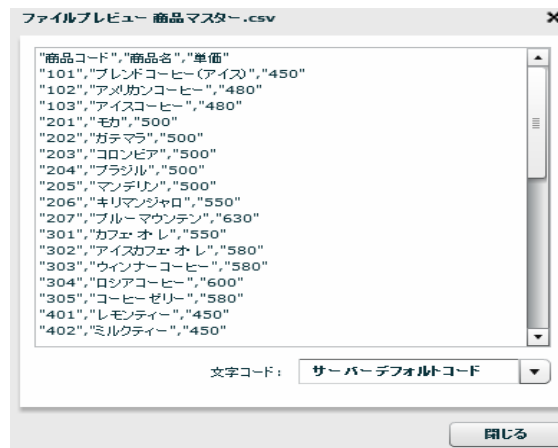 ファイルプレビュー 商品マスター.csv
"商品コード","商品名","単価"
"101","ブレンドコーヒー(アイス)","450"
"102","アメリカンコーヒー","480"
"103","アイスコーヒー","480"
"201","モカ","500"
"202","ガテマラ","500"
"203","コロンビア","500"
"204","ブラジル","500"
"205","マンデリン","500"
"206","キリマンジャロ","550"
"207","ブルーマウンテン","630"
"301","カフェ・オ・レ","550"
"302","アイスカフェ・オ・レ","580"
"303","ウィンナーコーヒー","580"
"304","ロシアコーヒー","600"
"305","コーヒーゼリー","580"
"401","レモンティー","450"
"402","ミルクティー","450"
文字コード: サーバーデフォルトコード
閉じる